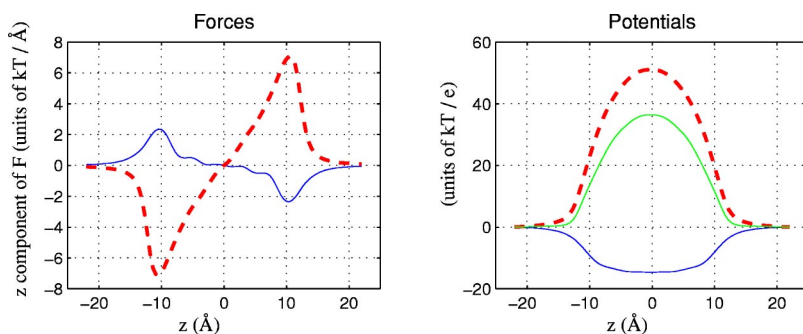 Forces
z component of F (units of kT / Å)
8
6
4
2
0
−2
−4
−6
−8
−20 −10 0 10 20
z (Å)
Potentials
(units of kT / e)
60
40
20
0
−20
−20 −10 0 10 20
z (Å)